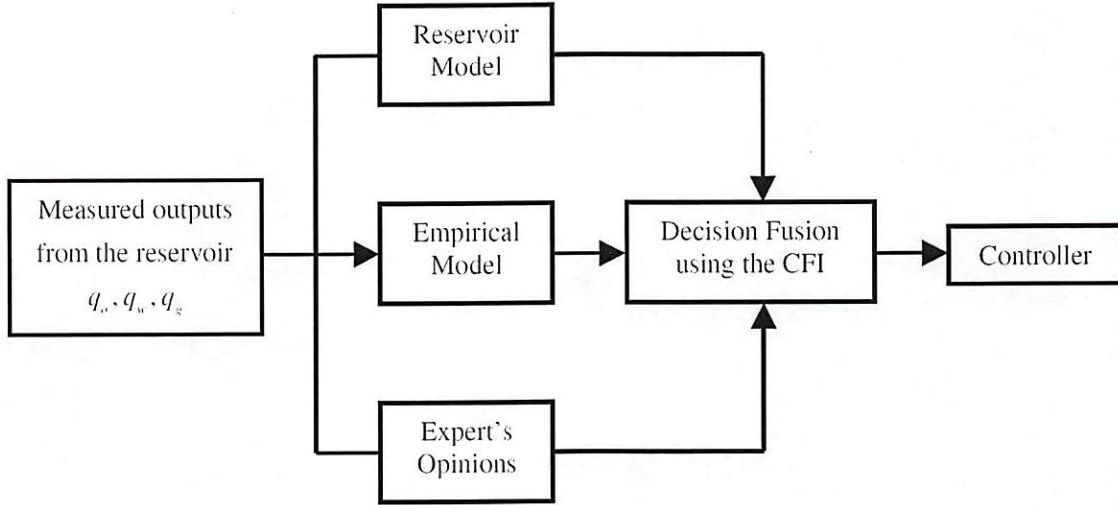 Reservoir
Model
Measured outputs
from the reservoir
q_o, q_w, q_g
Empirical
Model
Decision Fusion
using the CFI
Controller
Expert's
Opinions